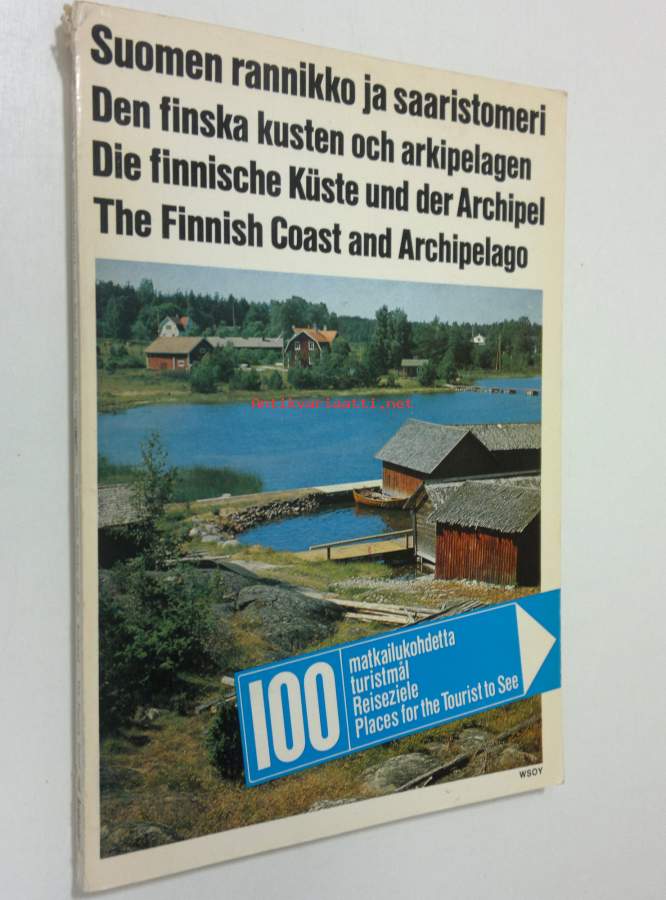 Suomen rannikko ja saaristomeri
Den finska kusten och arkipelagen
Die finnische Küste und der Archipel
The Finnish Coast and Archipelago
Antikvariaatti.net
100
matkailukohdetta
turistmål
Reiseziele
Places for the Tourist to See
WSOY